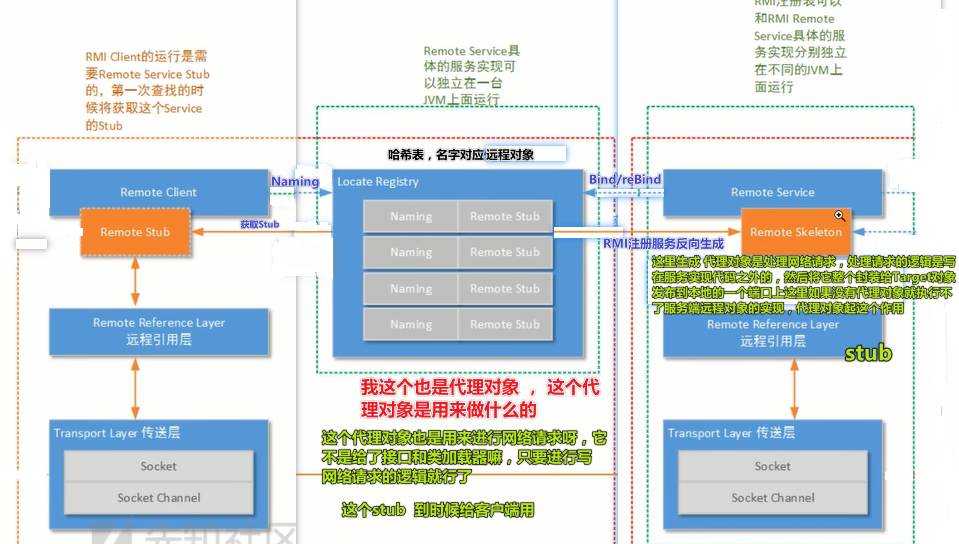 RMI Client的运行是需
要Remote Service Stub
的，第一次查找的时
候将获取这个Service
的Stub
Remote Service具
体的服务实现可
以独立在一台
JVM上面运行
RMI注册表可以
和RMI Remote
Service具体的服
务实现分别独立
在不同的JVM上
面运行
哈希表，名字对应远程对象
Remote Client
Naming
Locate Registry
Bind/reBind
Remote Service
Naming
Remote Stub
Naming
Remote Stub
Naming
Remote Stub
Naming
Remote Stub
Remote Stub
获取Stub
RMI注册服务反向生成
Remote Skeleton
这里生成 代理对象是处理网络请求，处理请求的逻辑是写
在服务实现代码之外的，然后将它整个封装给Target对象
发布到本地的一个端口上这里如果没有代理对象就执行不
了服务端远程对象的实现，代理对象起这个作用
Remote Reference Layer
远程引用层
Remote Reference Layer
远程引用层
stub
我这个也是代理对象 ， 这个代
理对象是用来做什么的
这个代理对象也是用来进行网络请求呀，它
不是给了接口和类加载器嘛，只要进行写
网络请求的逻辑就行了
这个stub 到时候给客户端用
Transport Layer 传送层
Socket
Socket Channel
Transport Layer 传送层
Socket
Socket Channel
先知社区